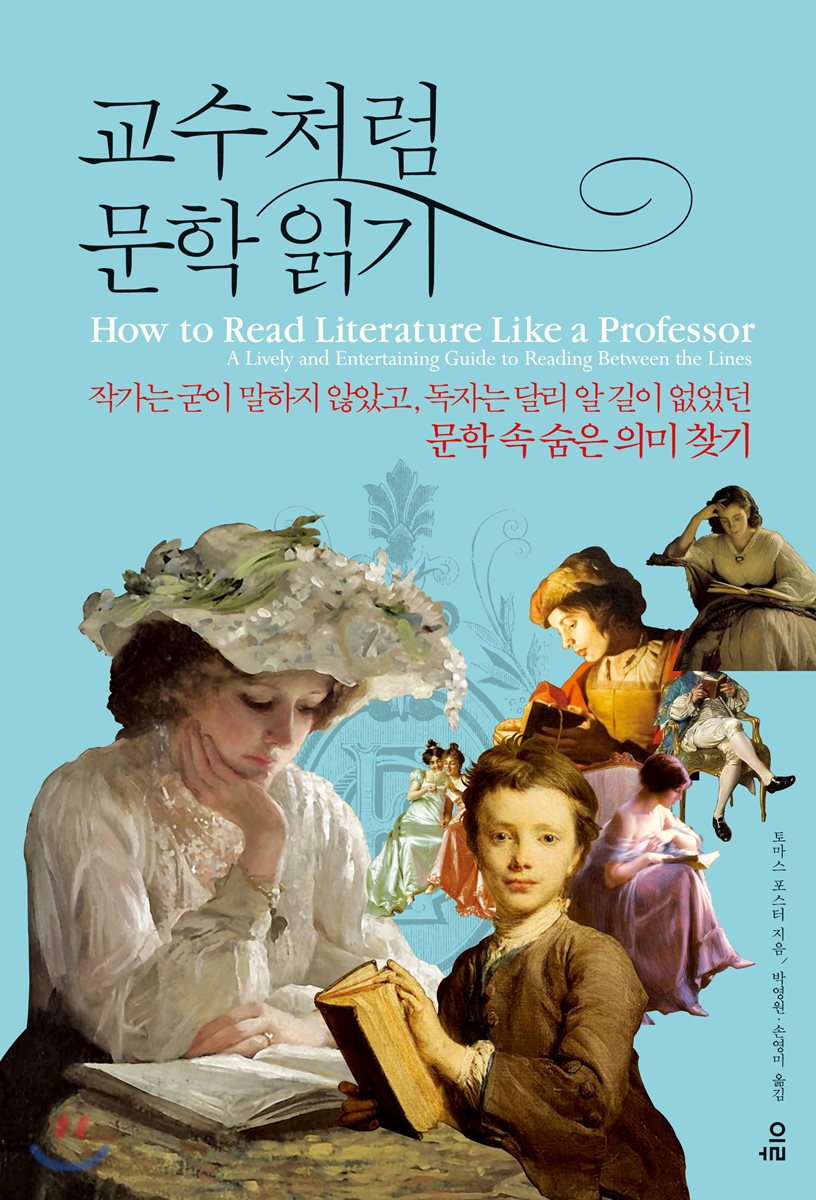 교수처럼
문학 읽기
How to Read Literature Like a Professor
A Lively and Entertaining Guide to Reading Between the Lines
작가는 굳이 말하지 않았고, 독자는 달리 알 길이 없었던
문학 속 숨은 의미 찾기
토마스 포스터 지음 / 박영원·손영미 옮김
이루